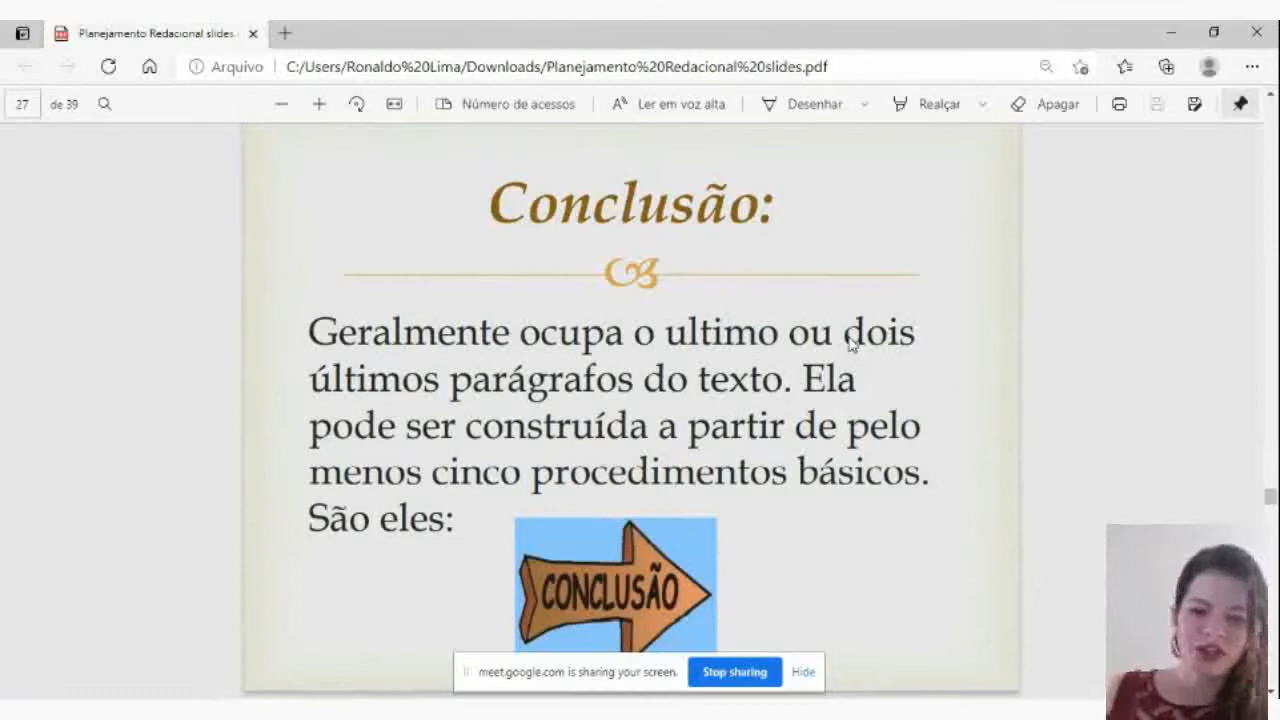 Planejamento Redacional slides.
Arquivo
C:/Users/Ronaldo%20Lima/Downloads/Planejamento%20Redacional%20slides.pdf
27 de 39
Número de acessos
Ler em voz alta
Desenhar
Realçar
Apagar
Conclusão:
Geralmente ocupa o ultimo ou dois
últimos parágrafos do texto. Ela
pode ser construída a partir de pelo
menos cinco procedimentos básicos.
São eles:
CONCLUSÃO
meet.google.com is sharing your screen.
Stop sharing
Hide